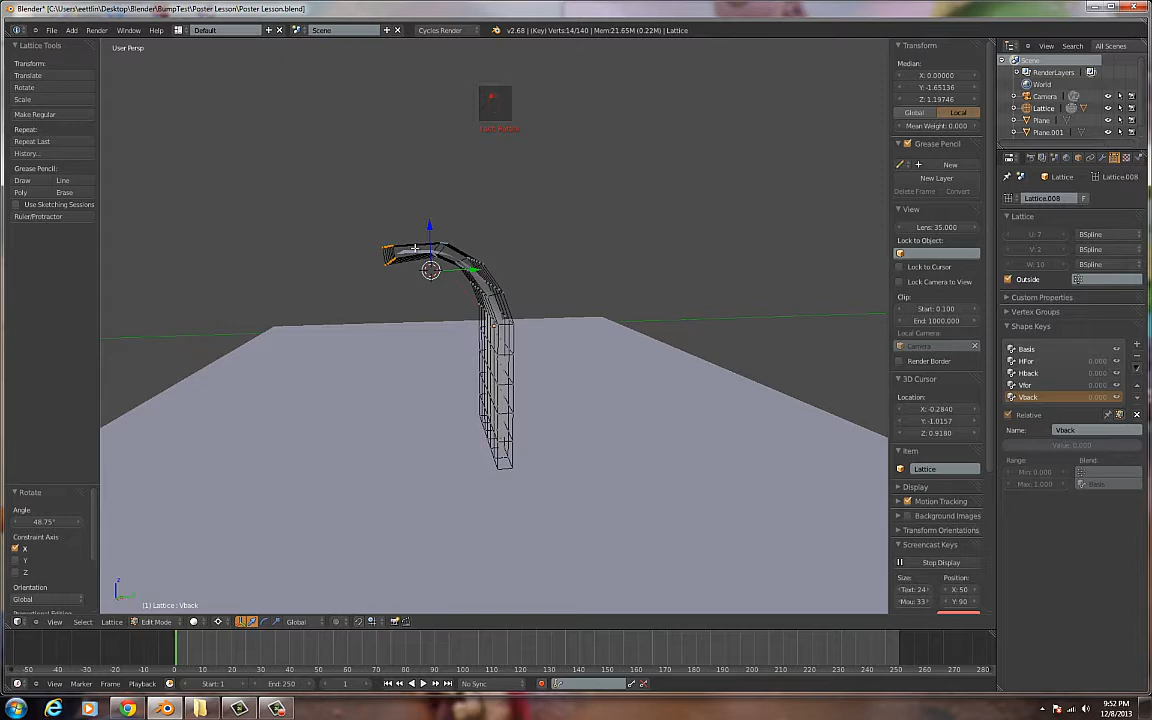 Blender* [C:\Users\eettlin\Desktop\Blender\BumpTest\Poster Lesson\Poster Lesson.blend]
File Add Render Window Help Default Scene Cycles Render v2.68 | (Key) Verts:14/140 | Mem:21.65M (0.22M) | Lattice
View Search All Scenes
Lattice Tools
Transform:
Translate
Rotate
Scale
Make Regular
Repeat:
Repeat Last
History...
Grease Pencil:
Draw Line
Poly Erase
Use Sketching Sessions
Ruler/Protractor
Rotate
Angle
48.75°
Constraint Axis
X
Y
Z
Orientation
Global
User Persp
(1) Lattice : Vback
Transform
Median:
X: 0.00000
Y: -1.65136
Z: 1.19746
Global Local
Mean Weight: 0.000
Grease Pencil
New
New Layer
Delete Frame Convert
View
Lens: 35.000
Lock to Object:
Lock to Cursor
Lock Camera to View
Clip:
Start: 0.100
End: 1000.000
Local Camera:
Camera
Render Border
3D Cursor
Location:
X: -0.2840
Y: -1.0157
Z: 0.9180
Item
Lattice
Display
Motion Tracking
Background Images
Transform Orientations
Screencast Keys
Stop Display
Size: Position:
Text: 24 X: 50
Mou: 33 Y: 90
Scene
RenderLayers
World
Camera
Lattice
Plane
Plane.001
Lattice Lattice.008
Lattice.008 F
Lattice
U: 7 BSpline
V: 2 BSpline
W: 10 BSpline
Outside
Custom Properties
Vertex Groups
Shape Keys
Basis
HFor 0.000
Hback 0.000
Vfor 0.000
Vback 0.000
Relative
Name: Vback
Value: 0.000
Range: Blend:
Min: 0.000
Max: 1.000 Basis
View Select Lattice Edit Mode Global
-50 -40 -30 -20 -10 0 10 20 30 40 50 60 70 80 90 100 110 120 130 140 150 160 170 180 190 200 210 220 230 240 250 260 270 280
View Marker Frame Playback Start: 1 End: 250 1 No Sync
9:52 PM
12/8/2013